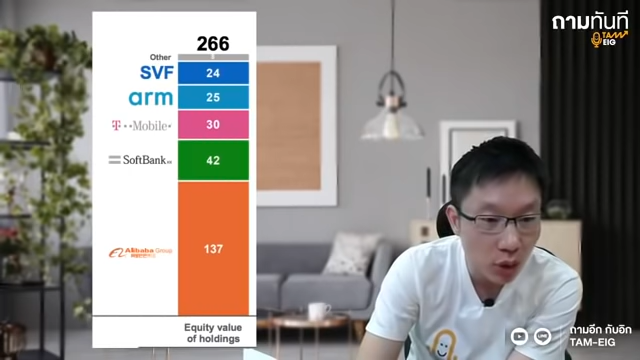 ถามทันที
TAM
EIG
266
Other
SVF
24
arm
25
T Mobile
30
SoftBank
42
Alibaba Group
137
Equity value
of holdings
ถามอีก กับอิก
TAM-EIG